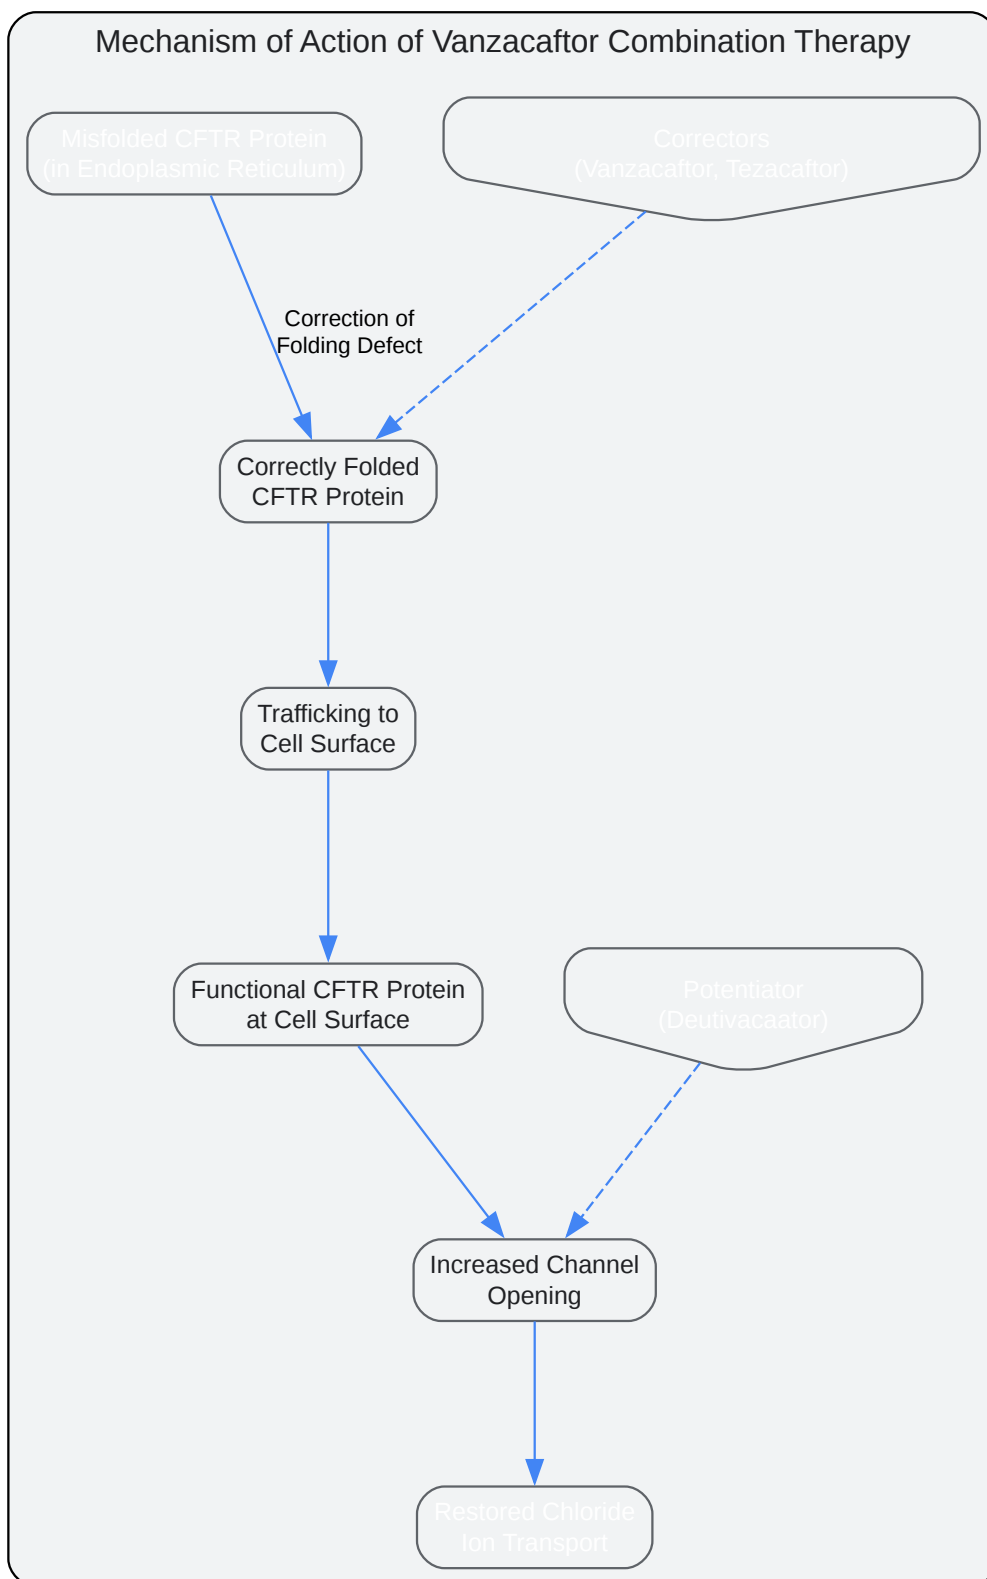 Mechanism of Action of Vanzacaftor Combination Therapy
Misfolded CFTR Protein
(in Endoplasmic Reticulum)
Correctors
(Vanzacaftor, Tezacaftor)
Correction of
Folding Defect
Correctly Folded
CFTR Protein
Trafficking to
Cell Surface
Functional CFTR Protein
at Cell Surface
Potentiator
(Deutivacaator)
Increased Channel
Opening
Restored Chloride
Ion Transport